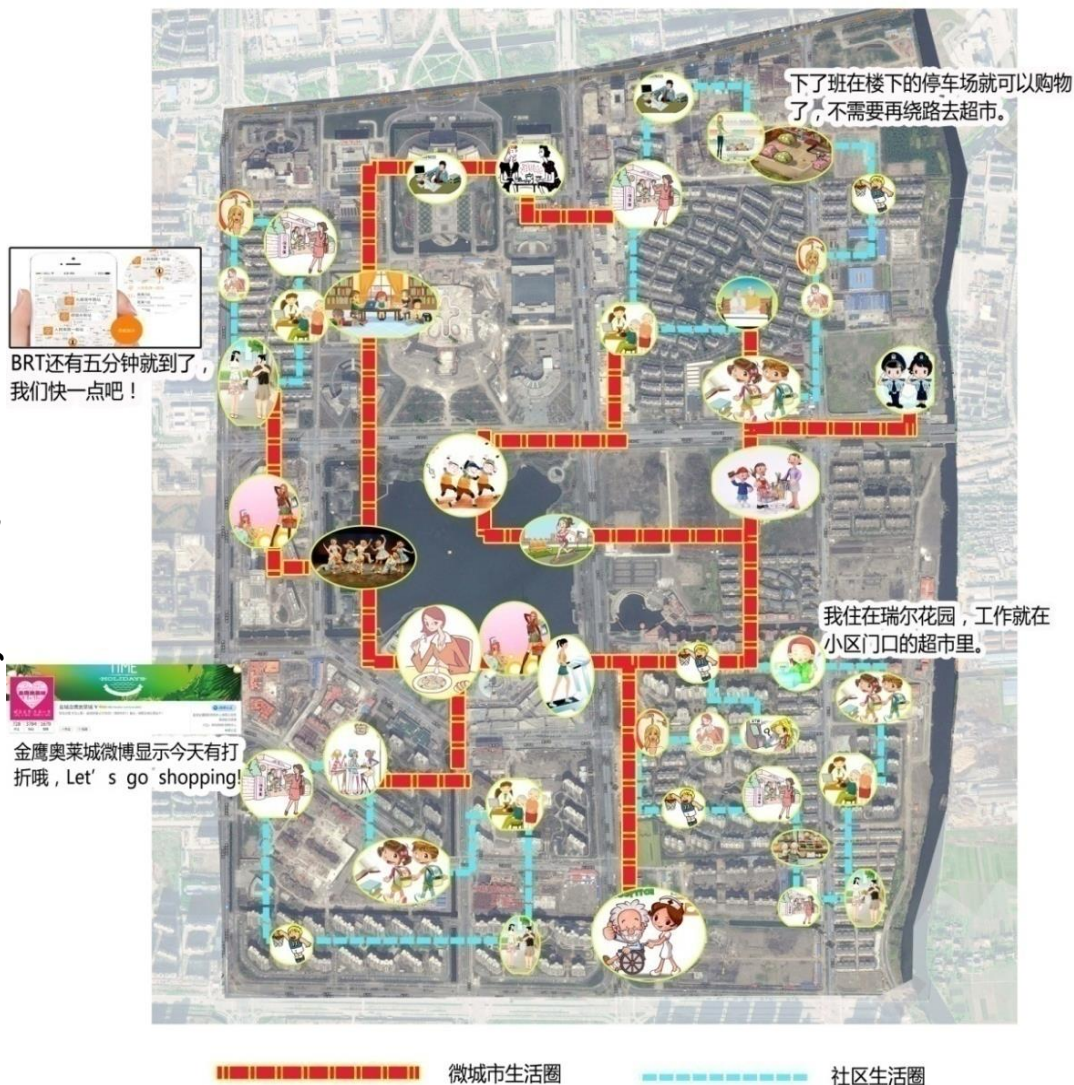 下了班在楼下的停车场就可以购物
了，不需要再绕路去超市。
BRT还有五分钟就到了，
我们快一点吧！
我住在瑞尔花园，工作就在
小区门口的超市里。
TIME
HOLIDAYS
金鹰奥莱城微博显示今天有打
折哦，Let’s go shopping!
微城市生活圈
社区生活圈